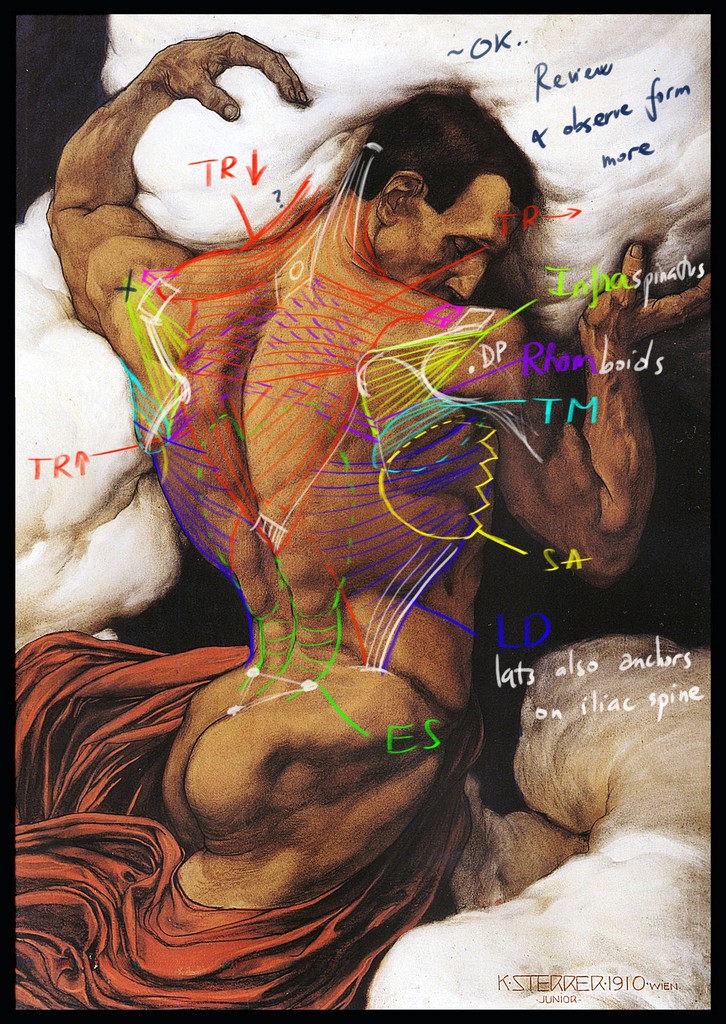 ~OK..
Review
& observe form
more
TR↓
?
TR→
Infraspinatus
.DP
Rhomboids
TM
TR↑
SA
LD
lats also anchors
on iliac spine
ES
K·STERRER·1910·WIEN
-JUNIOR-